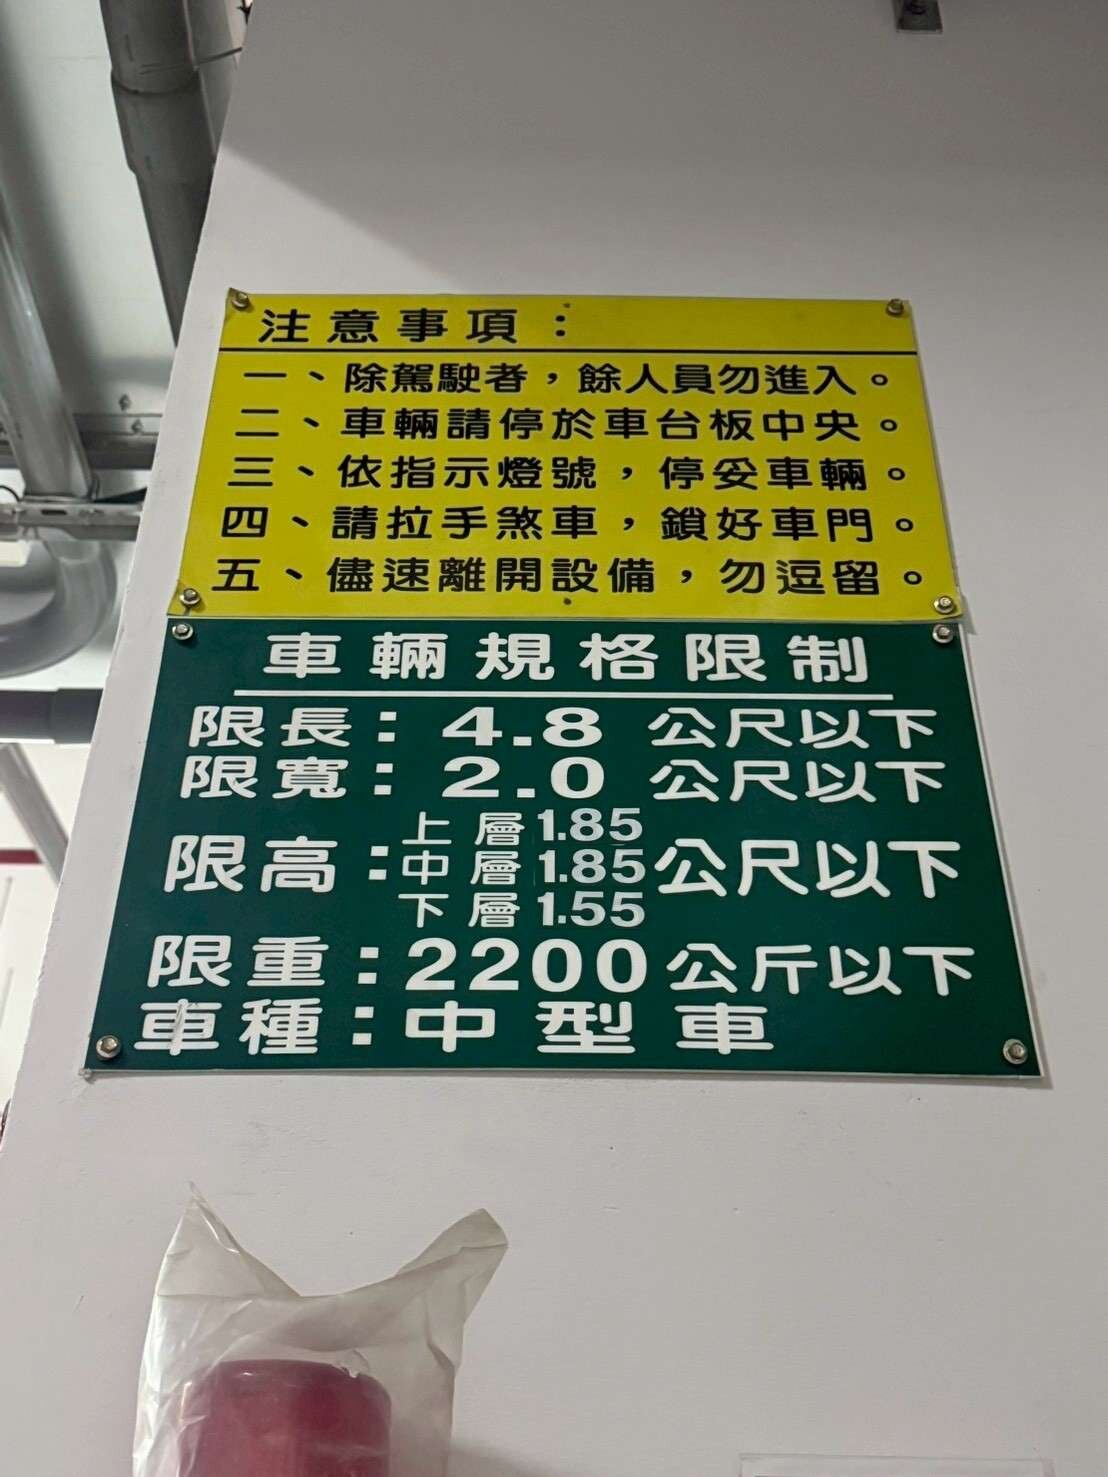 注意事項：
一、除駕駛者，餘人員勿進入。
二、車輛請停於車台板中央。
三、依指示燈號，停妥車輛。
四、請拉手煞車，鎖好車門。
五、儘速離開設備，勿逗留。
車輛規格限制
限長：4.8 公尺以下
限寬：2.0 公尺以下
限高：上層1.85 中層1.85 下層1.55 公尺以下
限重：2200公斤以下
車種：中型車